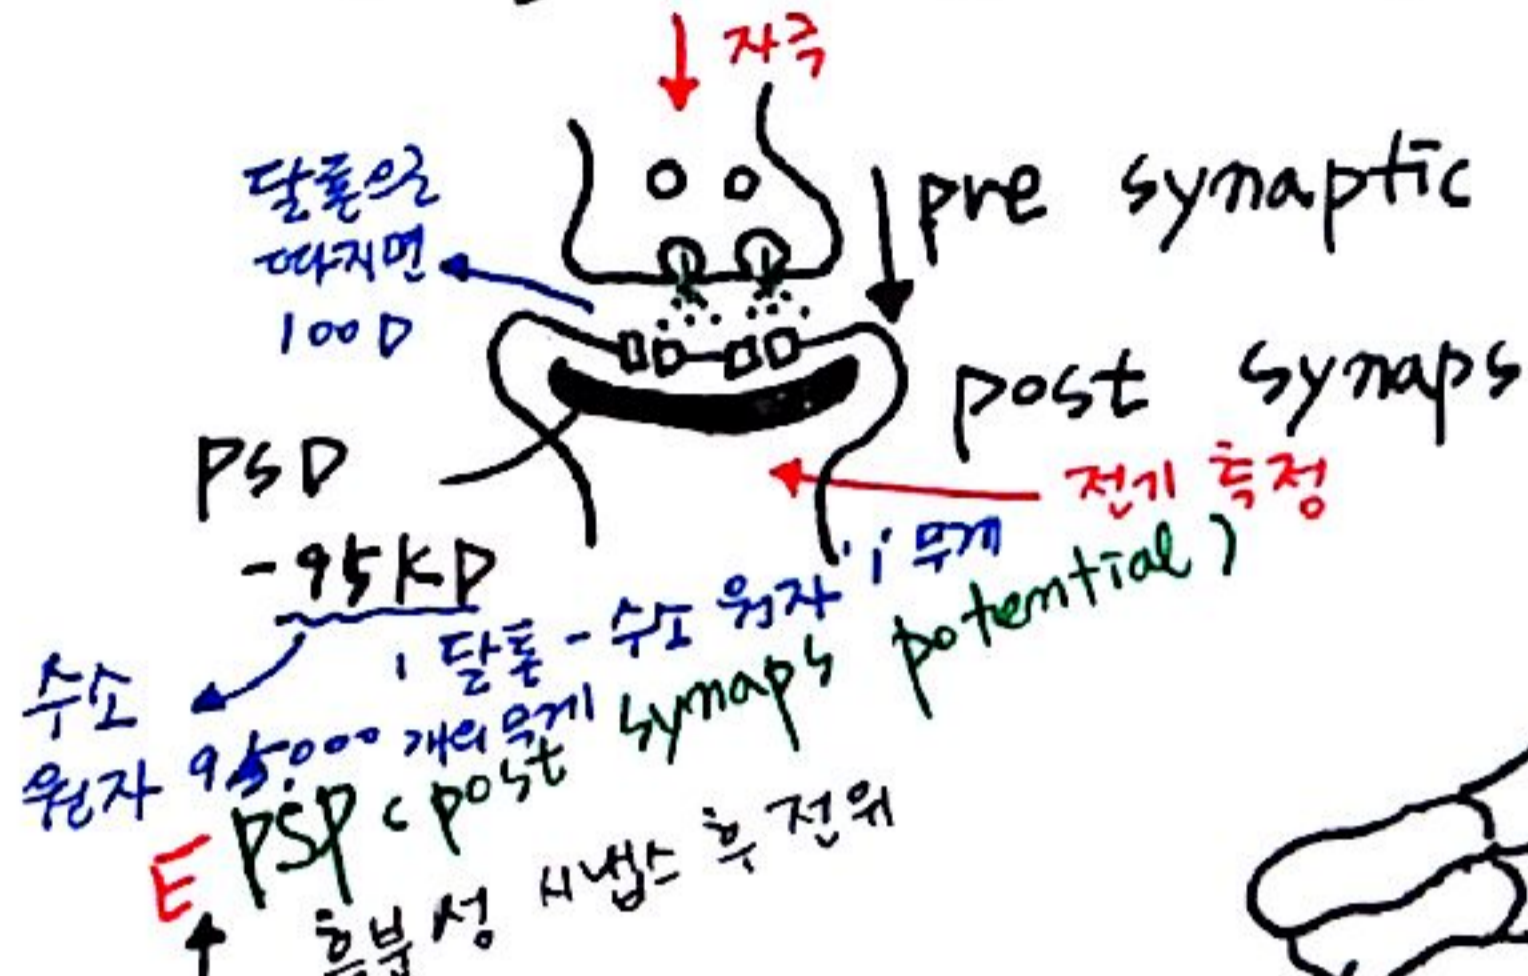 자극
pre synaptic
달톤으로
따지면
100D
post synaps
PSD
-95KD
전기 측정
1 달톤 - 수소 원자 1 무게
수소
원자 95.000 개의 무게
EPSP (post synaps potential)
흥분성 시냅스 후 전위